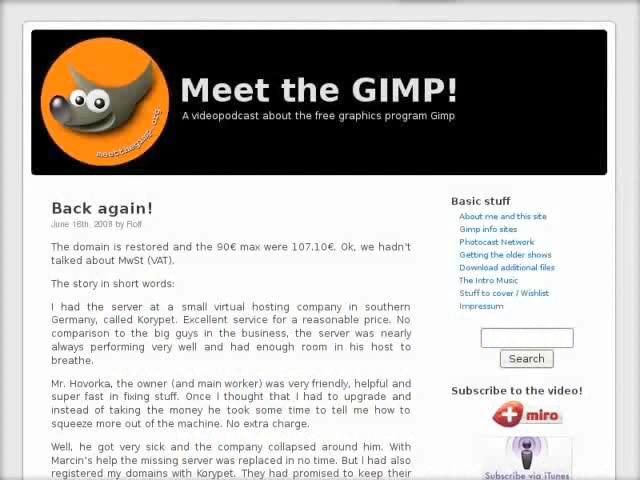 Meet the GIMP!
A videopodcast about the free graphics program Gimp
meetthegimp.org
Back again!
June 16th, 2008 by Rolf
The domain is restored and the 90€ max were 107.10€. Ok, we hadn't
talked about MwSt (VAT).
The story in short words:
I had the server at a small virtual hosting company in southern
Germany, called Korypet. Excellent service for a reasonable price. No
comparison to the big guys in the business, the server was nearly
always performing very well and had enough room in his host to
breathe.
Mr. Hovorka, the owner (and main worker) was very friendly, helpful and
super fast in fixing stuff. Once I thought that I had to upgrade and
instead of taking the money he took some time to tell me how to
squeeze more out of the machine. No extra charge.
Well, he got very sick and the company collapsed around him. With
Marcin's help the missing server was replaced in no time. But I had also
registered my domains with Korypet. They had promised to keep their
Basic stuff
About me and this site
Gimp info sites
Photocast Network
Getting the older shows
Download additional files
The Intro Music
Stuff to cover / Wishlist
Impressum
Search
Subscribe to the video!
miro
Subscribe via iTunes